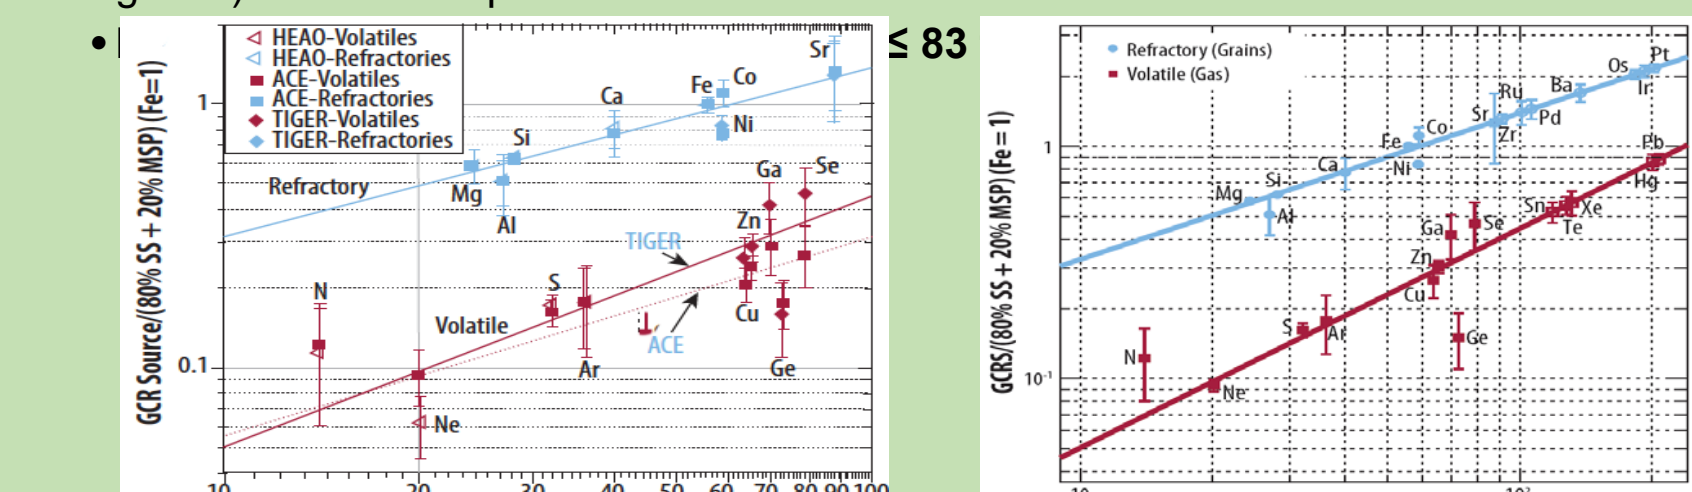 • ≤ 83
HEAO-Volatiles
HEAO-Refractories
ACE-Volatiles
ACE-Refractories
TIGER-Volatiles
TIGER-Refractories
GCR Source/(80% SS + 20% MSP) (Fe=1)
1
0.1
Refractory
Volatile
TIGER
ACE
N
Ne
Mg
Al
Si
S
Ar
Ca
Fe
Co
Ni
Cu
Zn
Ga
Ge
Se
Sr
10 20 30 40 50 60 70 80 90 100
Refractory (Grains)
Volatile (Gas)
GCRS/(80% SS + 20% MSP) (Fe = 1)
1
10⁻¹
N
Ne
Mg
Al
Si
S
Ar
Ca
Fe
Co
Ni
Cu
Zn
Ga
Ge
Se
Sr
Zr
Ru
Pd
Sn
Te
Xe
Ba
Os
Ir
Pt
Hg
Pb
10 10²